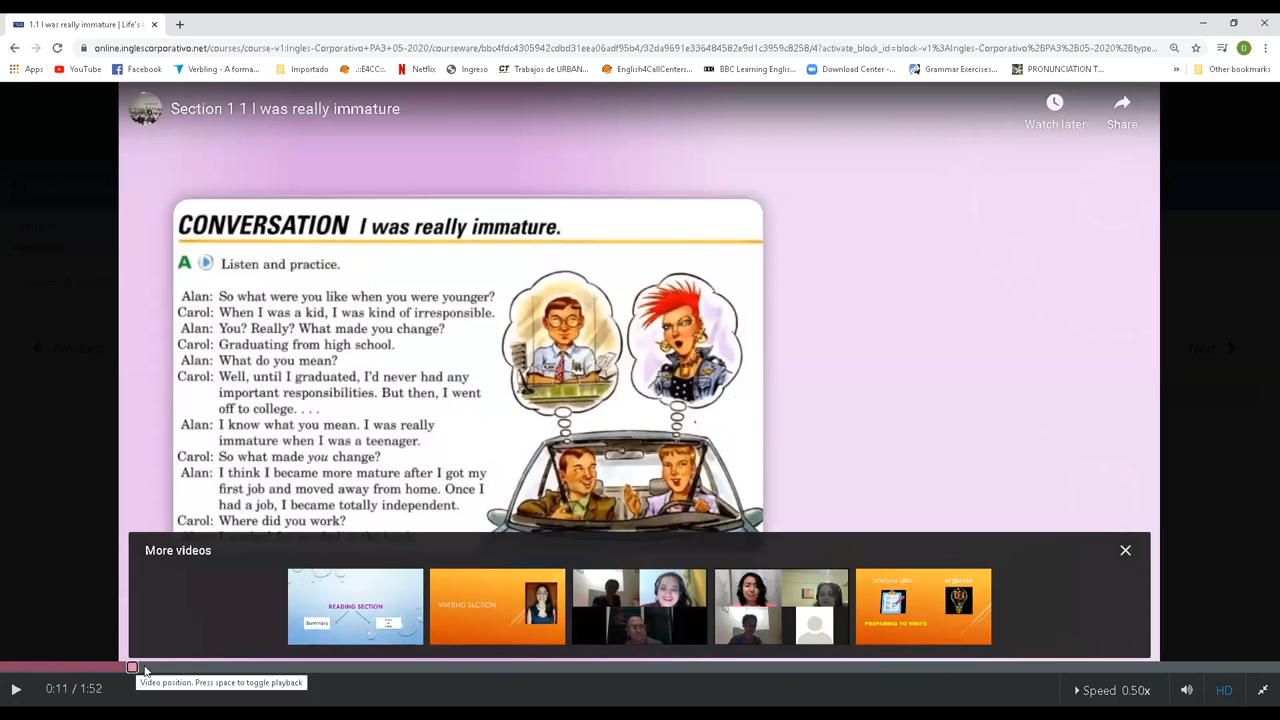 1.1 I was really immature | Life's
online.inglescorporativo.net/courses/course-v1:Ingles-Corporativo+PA3+05-2020/courseware/bbc4fdc4305942cdbd31eea06adf95b4/32da9691e336484582e9d1c3959c8258/4?activate_block_id=block-v1%3AIngles-Corporativo%2BPA3%2B05-2020%2Btype...
Apps YouTube Facebook Verbling - A forma... Importado .::E4CC::. Netflix Ingreso CT Trabajos de URBAN... English4CallCenters... BBC Learning Englis... Download Center -... Grammar Exercises... PRONUNCIATION T... » Other bookmarks
Section 1 1 I was really immature
Watch later Share
CONVERSATION I was really immature.
A Listen and practice.
Alan: So what were you like when you were younger?
Carol: When I was a kid, I was kind of irresponsible.
Alan: You? Really? What made you change?
Carol: Graduating from high school.
Alan: What do you mean?
Carol: Well, until I graduated, I'd never had any
important responsibilities. But then, I went
off to college. . . .
Alan: I know what you mean. I was really
immature when I was a teenager.
Carol: So what made you change?
Alan: I think I became more mature after I got my
first job and moved away from home. Once I
had a job, I became totally independent.
Carol: Where did you work?
Previous
Next
More videos
READING SECTION
Summary
WRITING SECTION
analyze task organize
PREPARING TO WRITE
Video position. Press space to toggle playback
0:11 / 1:52
Speed 0.50x
HD